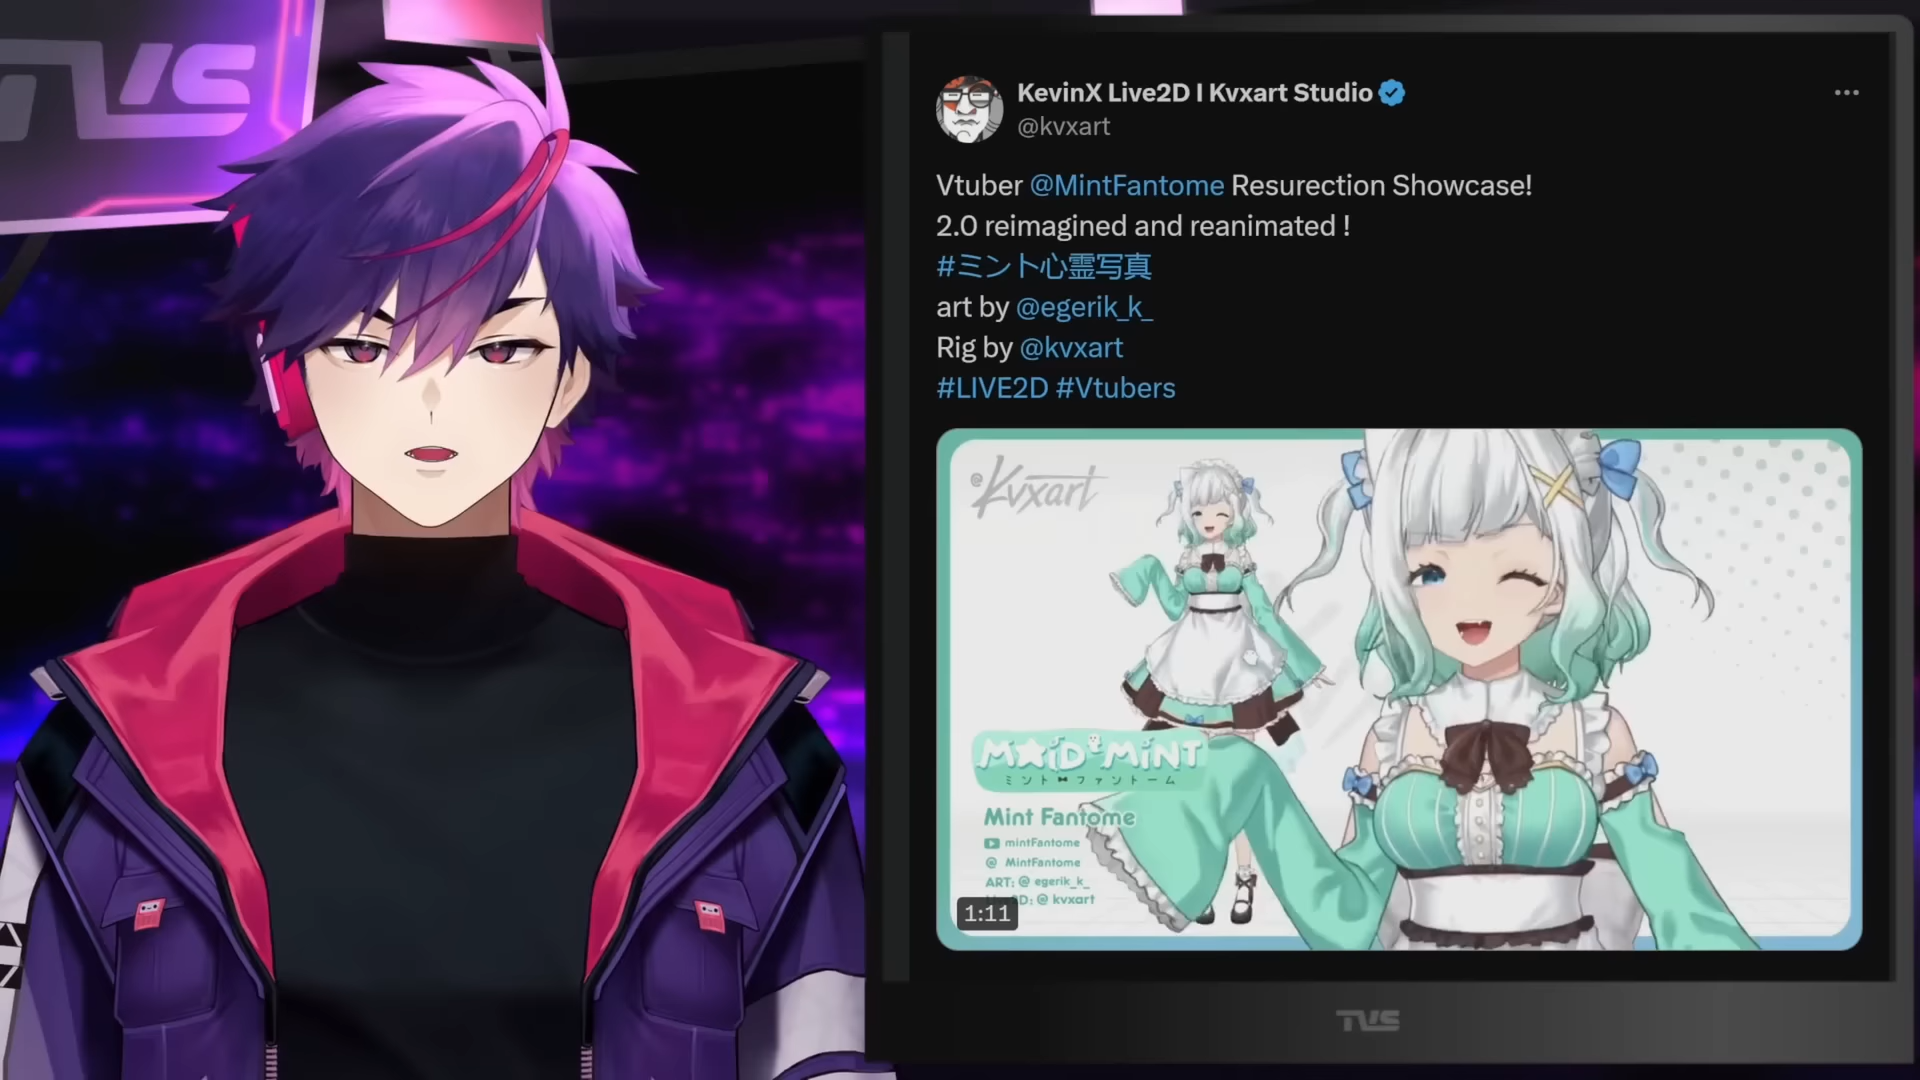 TVS
KevinX Live2D I Kvxart Studio
@kvxart
Vtuber @MintFantome Resurection Showcase!
2.0 reimagined and reanimated !
#ミント心霊写真
art by @egerik_k_
Rig by @kvxart
#LIVE2D #Vtubers
@Kvxart
MAiD MiNT
ミント ファントーム
Mint Fantome
mintFantome
@ MintFantome
ART: @ egerik_k_
D: @ kvxart
1:11
TVS